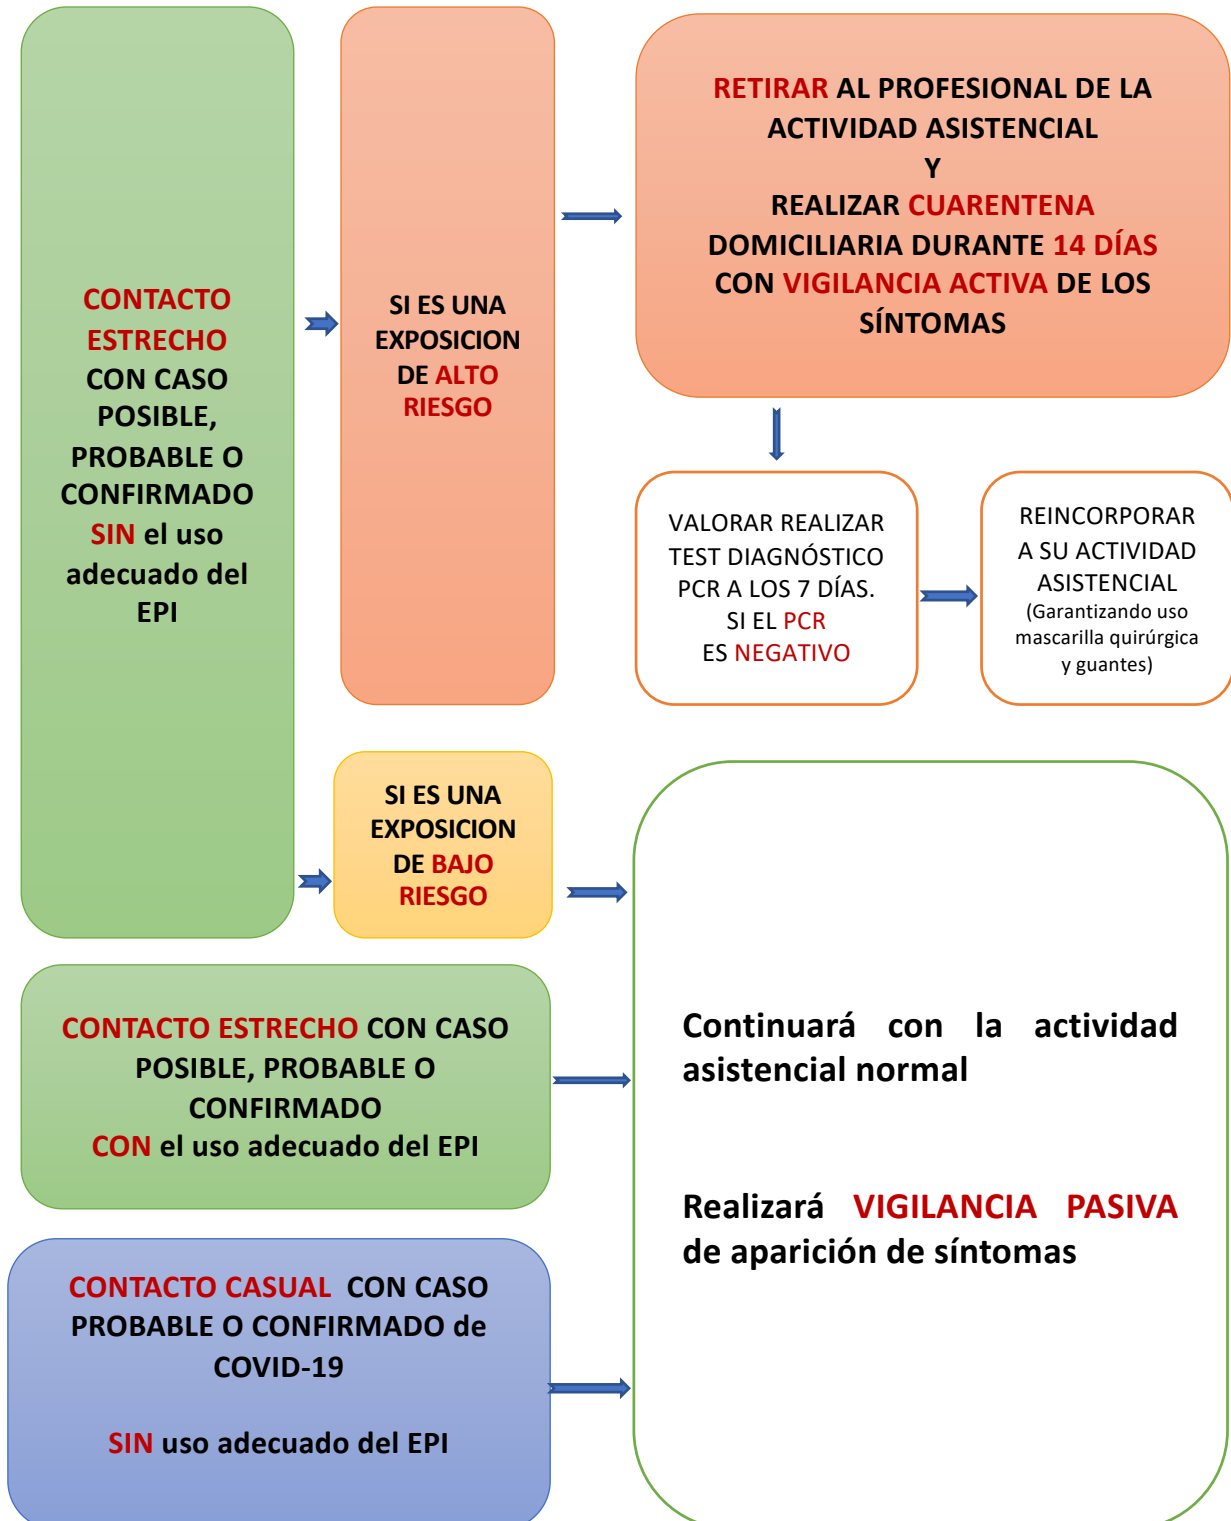 CONTACTO
ESTRECHO
CON CASO
POSIBLE,
PROBABLE O
CONFIRMADO
SIN el uso
adecuado del
EPI
SI ES UNA
EXPOSICION
DE ALTO
RIESGO
RETIRAR AL PROFESIONAL DE LA
ACTIVIDAD ASISTENCIAL
Y
REALIZAR CUARENTENA
DOMICILIARIA DURANTE 14 DÍAS
CON VIGILANCIA ACTIVA DE LOS
SÍNTOMAS
VALORAR REALIZAR
TEST DIAGNÓSTICO
PCR A LOS 7 DÍAS.
SI EL PCR
ES NEGATIVO
REINCORPORAR
A SU ACTIVIDAD
ASISTENCIAL
(Garantizando uso
mascarilla quirúrgica
y guantes)
SI ES UNA
EXPOSICION
DE BAJO
RIESGO
CONTACTO ESTRECHO CON CASO
POSIBLE, PROBABLE O
CONFIRMADO
CON el uso adecuado del EPI
CONTACTO CASUAL CON CASO
PROBABLE O CONFIRMADO de
COVID-19
SIN uso adecuado del EPI
Continuará con la actividad
asistencial normal
Realizará VIGILANCIA PASIVA
de aparición de síntomas